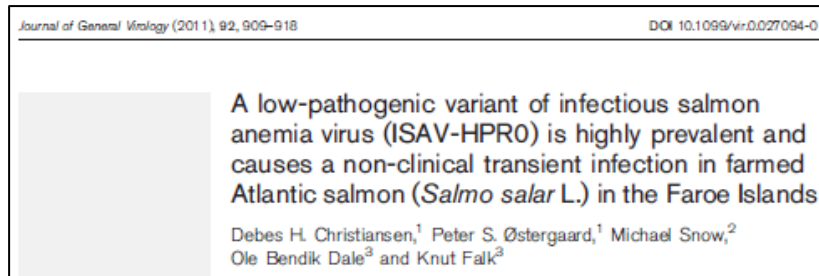 Journal of General Virology (2011), 92, 909–918
DOI 10.1099/vir.0.027094-0
A low-pathogenic variant of infectious salmon
anemia virus (ISAV-HPR0) is highly prevalent and
causes a non-clinical transient infection in farmed
Atlantic salmon (Salmo salar L.) in the Faroe Islands
Debes H. Christiansen,1 Peter S. Østergaard,1 Michael Snow,2
Ole Bendik Dale3 and Knut Falk3